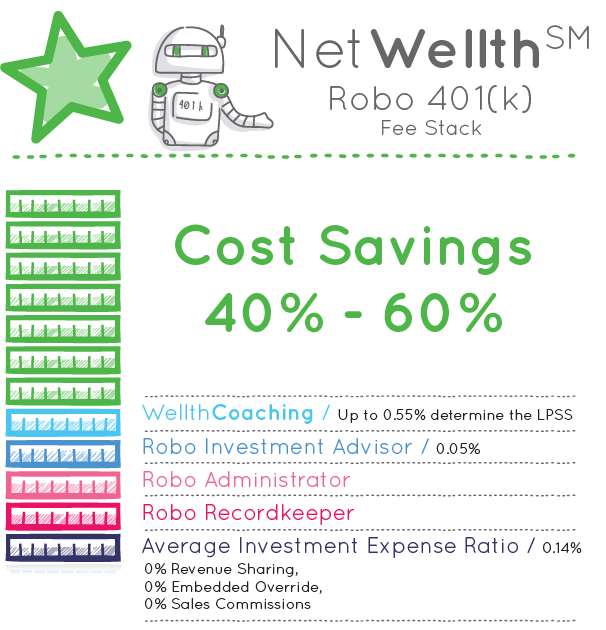 NetWellth SM
Robo 401(k)
Fee Stack
401k
Cost Savings
40% - 60%
WellthCoaching / Up to 0.55% determine the LPSS
Robo Investment Advisor / 0.05%
Robo Administrator
Robo Recordkeeper
Average Investment Expense Ratio / 0.14%
0% Revenue Sharing,
0% Embedded Override,
0% Sales Commissions